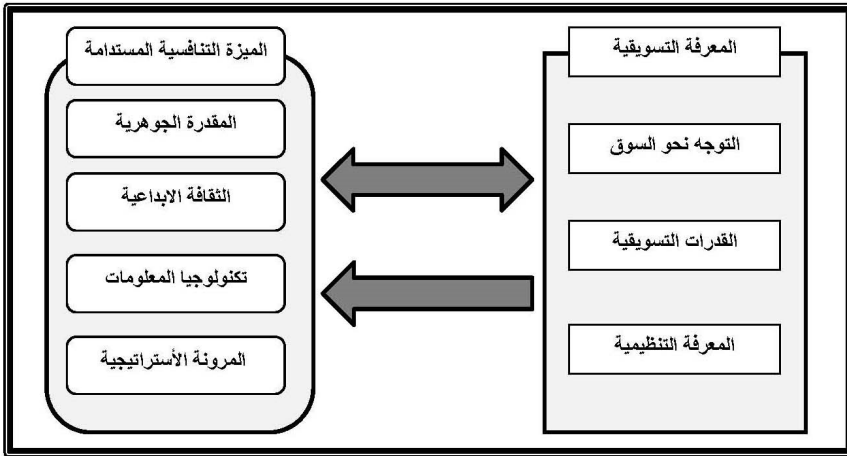 المعرفة التسويقية
التوجه نحو السوق
القدرات التسويقية
المعرفة التنظيمية
الميزة التنافسية المستدامة
المقدرة الجوهرية
الثقافة الابداعية
تكنولوجيا المعلومات
المرونة الأستراتيجية